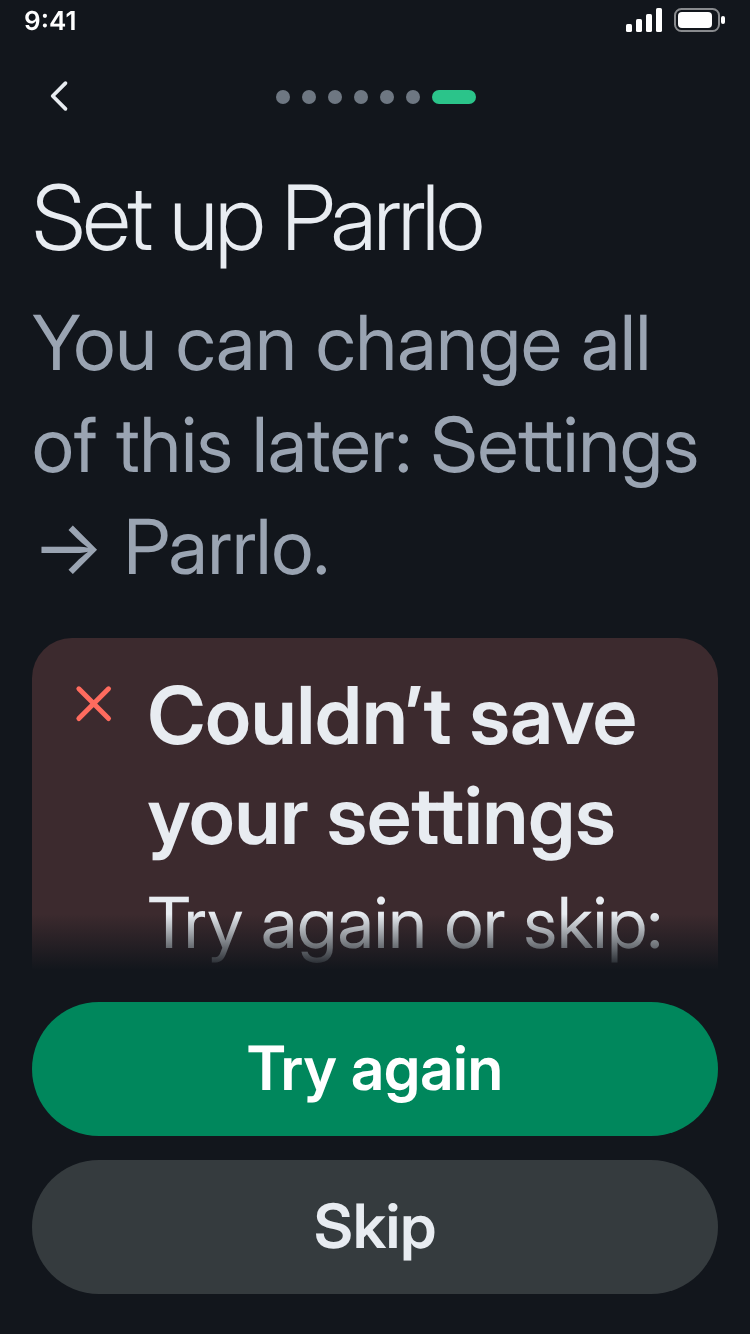 9:41
Set up Parrlo
You can change all
of this later: Settings
→ Parrlo.
Couldn’t save
your settings
Try again or skip:
Try again
Skip